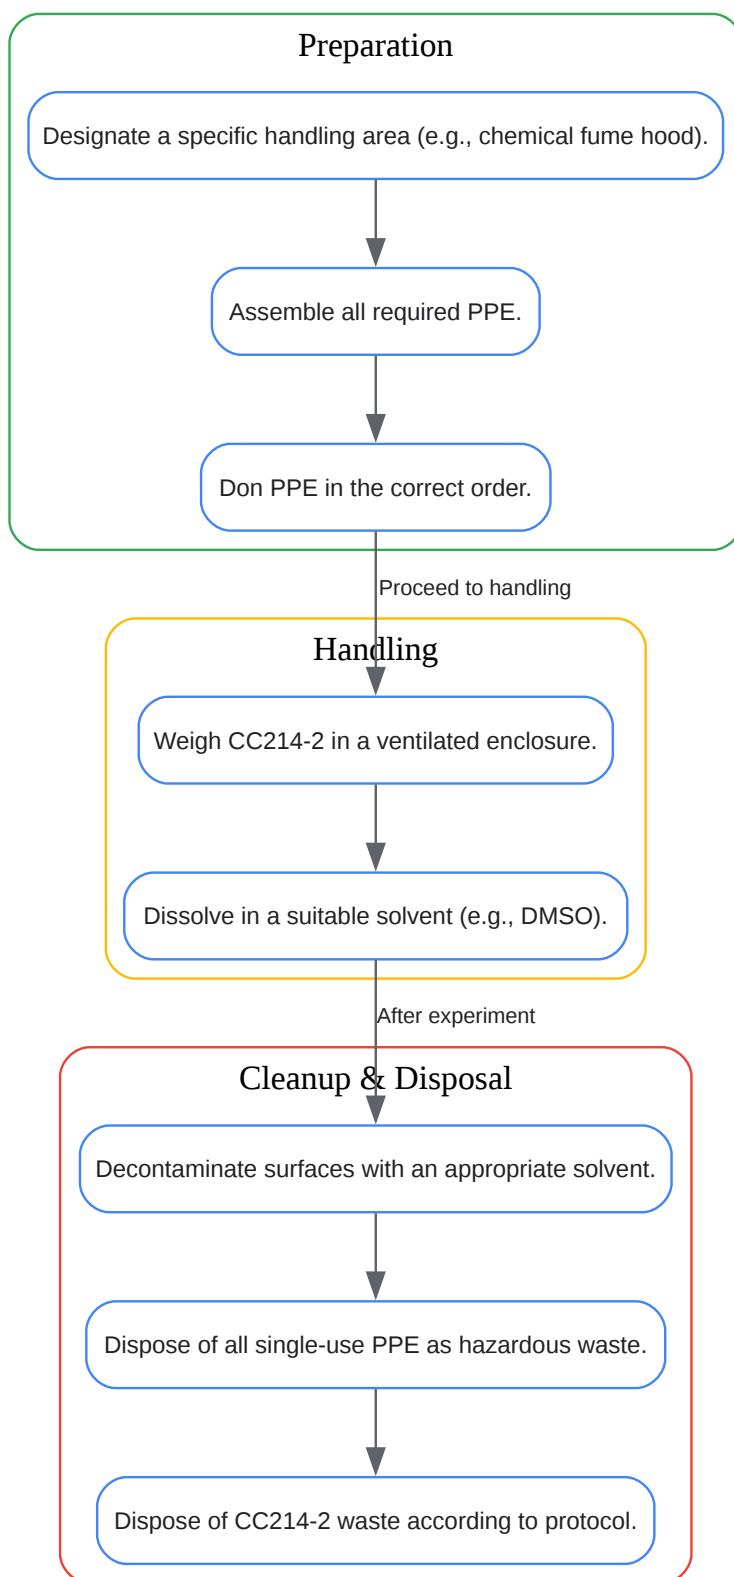 Preparation
Designate a specific handling area (e.g., chemical fume hood).
Assemble all required PPE.
Don PPE in the correct order.
Proceed to handling
Handling
Weigh CC214-2 in a ventilated enclosure.
Dissolve in a suitable solvent (e.g., DMSO).
After experiment
Cleanup & Disposal
Decontaminate surfaces with an appropriate solvent.
Dispose of all single-use PPE as hazardous waste.
Dispose of CC214-2 waste according to protocol.